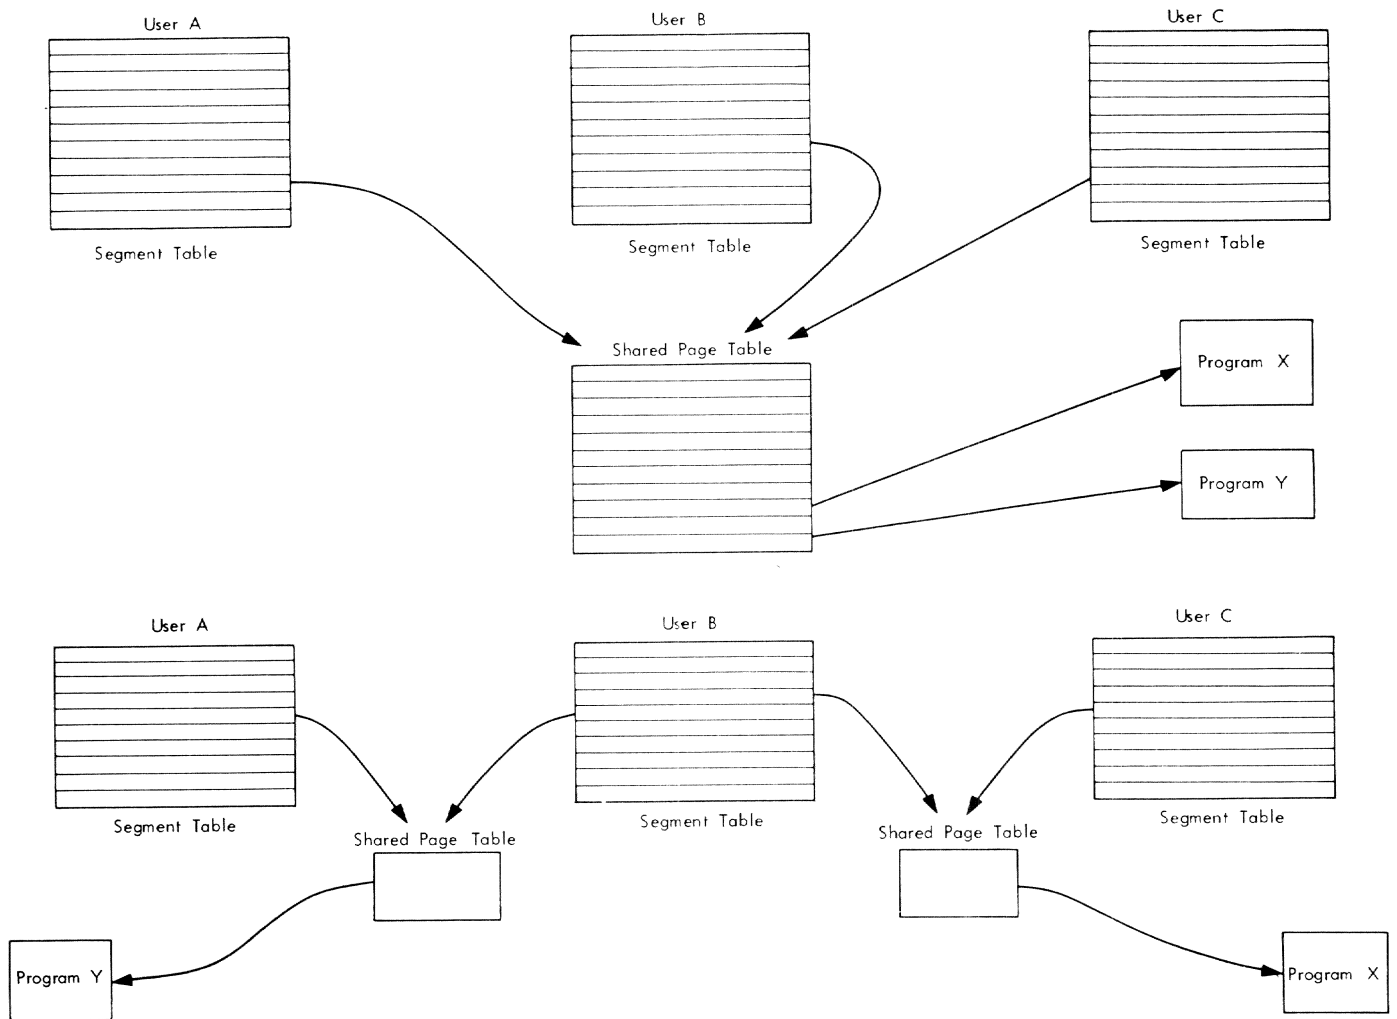 User A
User B
User C
Segment Table
Segment Table
Segment Table
Shared Page Table
Program X
Program Y
User A
User B
User C
Segment Table
Segment Table
Segment Table
Shared Page Table
Shared Page Table
Program Y
Program X